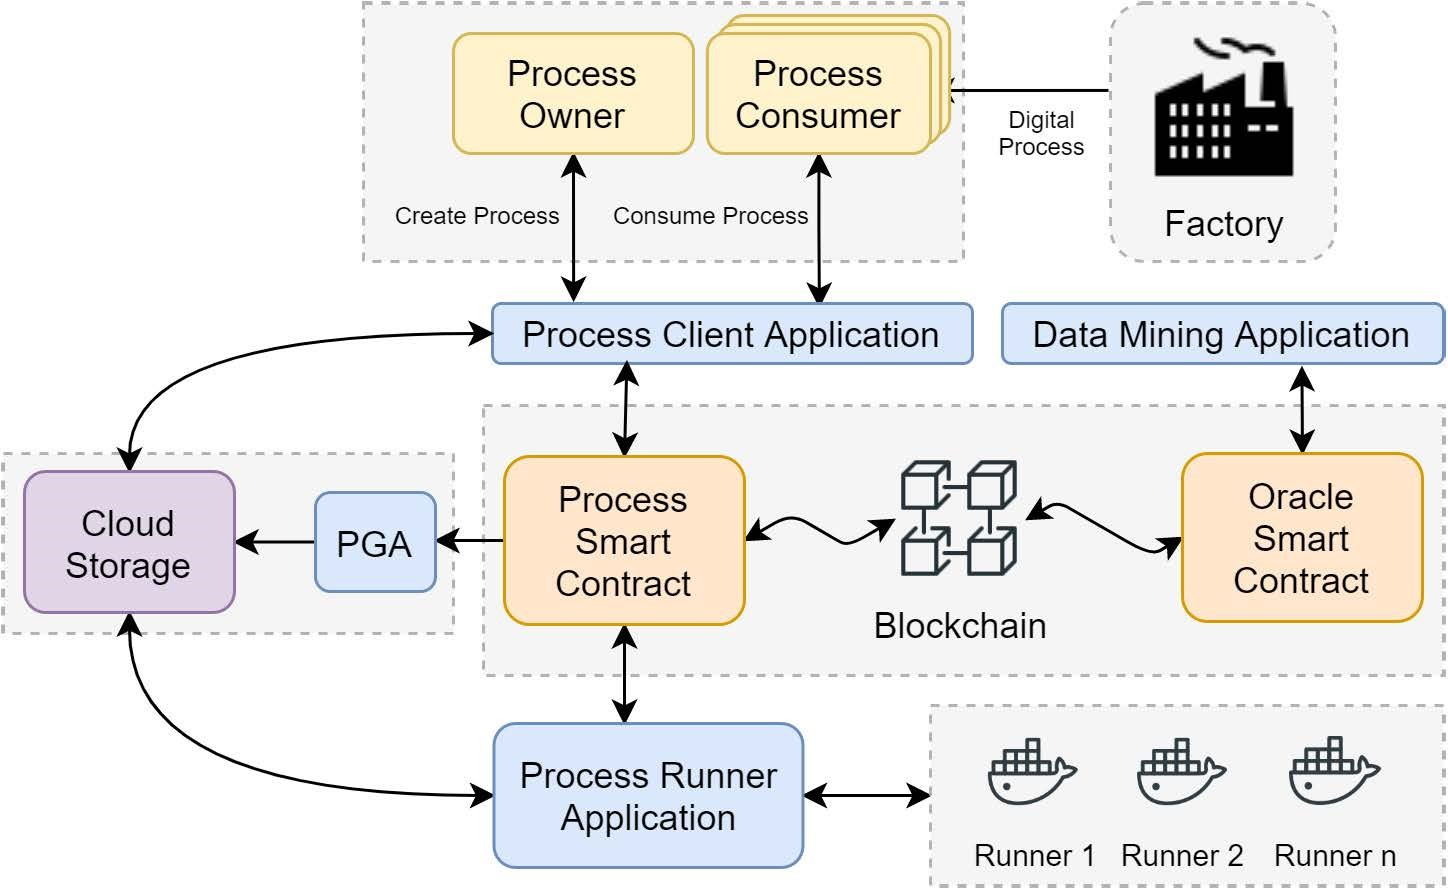 Process
Owner
Process
Consumer
Digital
Process
Factory
Create Process
Consume Process
Process Client Application
Data Mining Application
Cloud
Storage
PGA
Process
Smart
Contract
Blockchain
Oracle
Smart
Contract
Process Runner
Application
Runner 1
Runner 2
Runner n